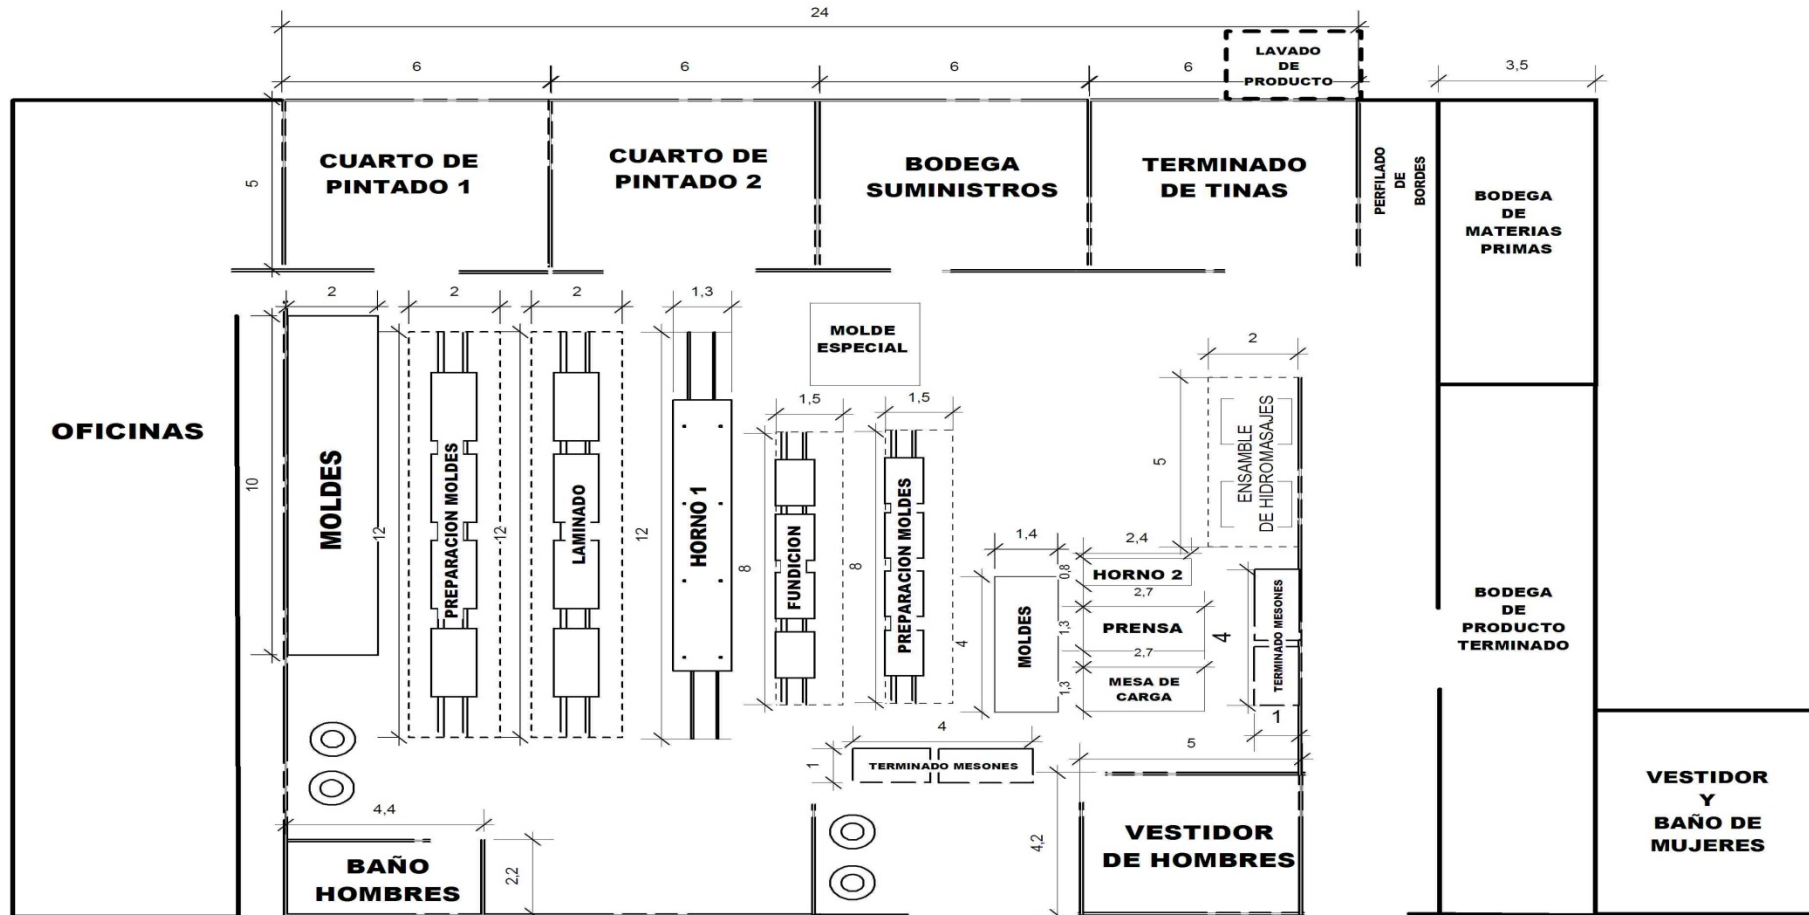 24
6
6
6
6
3,5
LAVADO
DE
PRODUCTO
5
CUARTO DE
PINTADO 1
CUARTO DE
PINTADO 2
BODEGA
SUMINISTROS
TERMINADO
DE TINAS
PERFILADO
DE
BORDES
BODEGA
DE
MATERIAS
PRIMAS
2
2
2
1,3
MOLDE
ESPECIAL
2
1,5
1,5
OFICINAS
10
MOLDES
12
PREPARACION MOLDES
12
LAMINADO
12
HORNO 1
8
FUNDICION
8
PREPARACION MOLDES
5
ENSAMBLE
DE HIDROMASAJES
1,4
4
MOLDES
2,4
0,8
HORNO 2
2,7
1,3
PRENSA
2,7
1,3
MESA DE
CARGA
4
TERMINADO MESONES
1
BODEGA
DE
PRODUCTO
TERMINADO
4
1
TERMINADO MESONES
5
4,4
2,2
BAÑO
HOMBRES
4,2
VESTIDOR
DE HOMBRES
VESTIDOR
Y
BAÑO DE
MUJERES